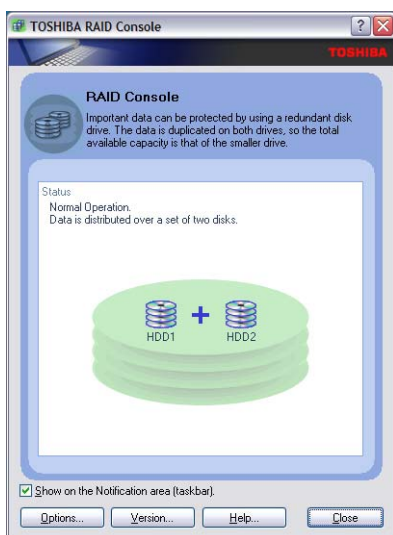 TOSHIBA RAID Console
TOSHIBA
RAID Console
Important data can be protected by using a redundant disk
drive. The data is duplicated on both drives, so the total
available capacity is that of the smaller drive.
Status
Normal Operation.
Data is distributed over a set of two disks.
HDD1 + HDD2
Show on the Notification area (taskbar).
Options... Version... Help... Close